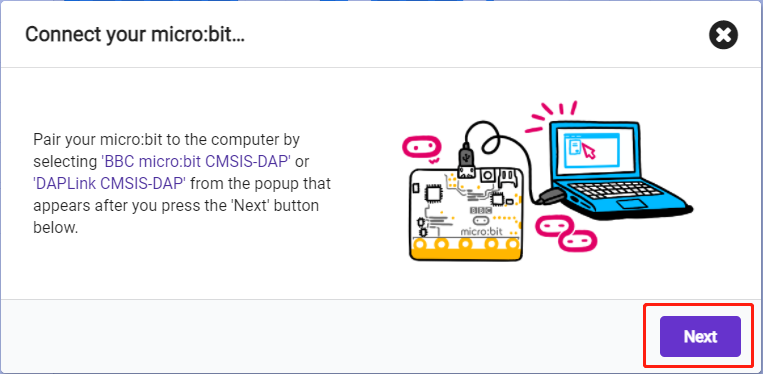 Connect your micro:bit...
Pair your micro:bit to the computer by
selecting 'BBC micro:bit CMSIS-DAP' or
'DAPLink CMSIS-DAP' from the popup that
appears after you press the 'Next' button
below.
BBC
micro:bit
Next